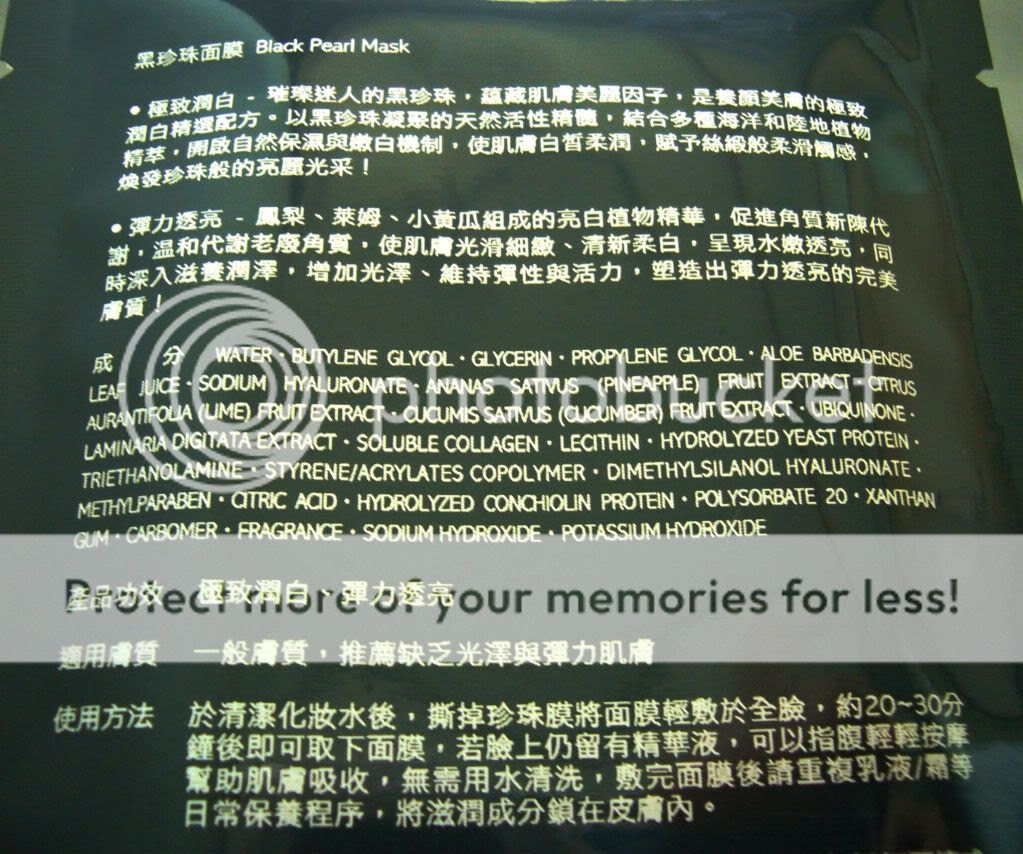 黑珍珠面膜 Black Pearl Mask
• 極致潤白 - 璀璨迷人的黑珍珠，蘊藏肌膚美麗因子，是養顏美膚的極致
潤白精選配方。以黑珍珠凝聚的天然活性精髓，結合多種海洋和陸地植物
精萃，開啟自然保濕與嫩白機制，使肌膚白皙柔潤，賦予絲緞般柔滑觸感，
煥發珍珠般的亮麗光采！
• 彈力透亮 - 鳳梨、萊姆、小黃瓜組成的亮白植物精華，促進角質新陳代
謝，温和代謝老廢角質，使肌膚光滑細緻、清新柔白，呈現水嫩透亮，同
時深入滋養潤澤，增加光澤、維持彈性與活力，塑造出彈力透亮的完美
膚質！
成 分 WATER・BUTYLENE GLYCOL・GLYCERIN・PROPYLENE GLYCOL・ALOE BARBADENSIS
LEAF JUICE・SODIUM HYALURONATE・ANANAS SATIVUS (PINEAPPLE) FRUIT EXTRACT・CITRUS
AURANTIFOLIA (LIME) FRUIT EXTRACT・CUCUMIS SATIVUS (CUCUMBER) FRUIT EXTRACT・UBIQUINONE・
LAMINARIA DIGITATA EXTRACT・SOLUBLE COLLAGEN・LECITHIN・HYDROLYZED YEAST PROTEIN・
TRIETHANOLAMINE・STYRENE/ACRYLATES COPOLYMER・DIMETHYLSILANOL HYALURONATE・
METHYLPARABEN・CITRIC ACID・HYDROLYZED CONCHIOLIN PROTEIN・POLYSORBATE 20・XANTHAN
GUM・CARBOMER・FRAGRANCE・SODIUM HYDROXIDE・POTASSIUM HYDROXIDE
產品功效 極致潤白、彈力透亮
適用膚質 一般膚質，推薦缺乏光澤與彈力肌膚
使用方法 於清潔化妝水後，撕掉珍珠膜將面膜輕敷於全臉，約20~30分
鐘後即可取下面膜，若臉上仍留有精華液，可以指腹輕輕按摩
幫助肌膚吸收，無需用水清洗，敷完面膜後請重複乳液/霜等
日常保養程序，將滋潤成分鎖在皮膚內。
photobucket
Protect more of your memories for less!